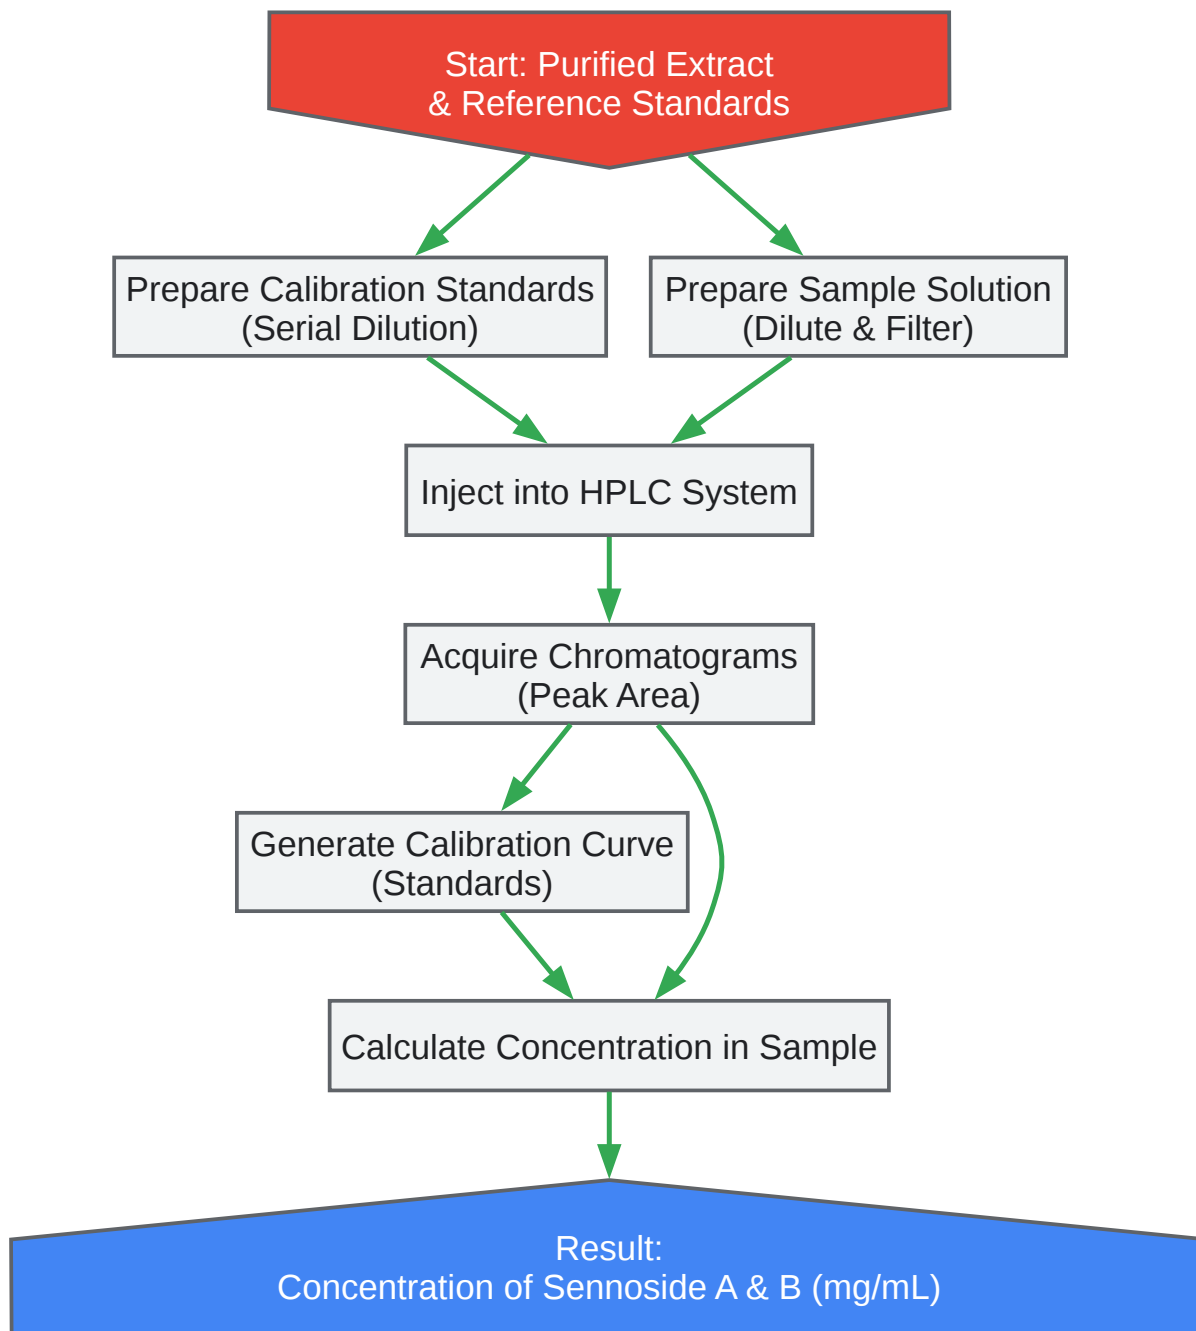 Start: Purified Extract
& Reference Standards
Prepare Calibration Standards
(Serial Dilution)
Prepare Sample Solution
(Dilute & Filter)
Inject into HPLC System
Acquire Chromatograms
(Peak Area)
Generate Calibration Curve
(Standards)
Calculate Concentration in Sample
Result:
Concentration of Sennoside A & B (mg/mL)